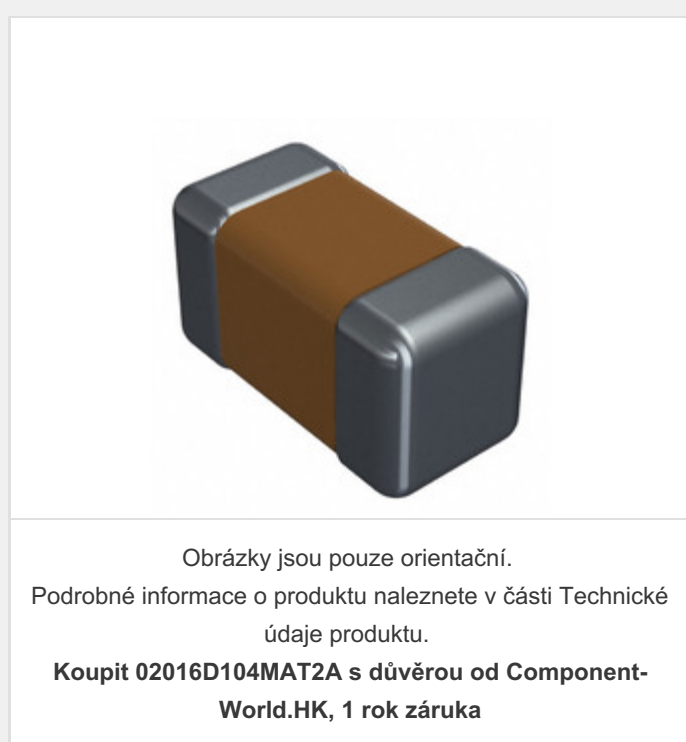 Obrázky jsou pouze orientační.
Podrobné informace o produktu naleznete v části Technické
údaje produktu.
Koupit 02016D104MAT2A s důvěrou od Component-
World.HK, 1 rok záruka